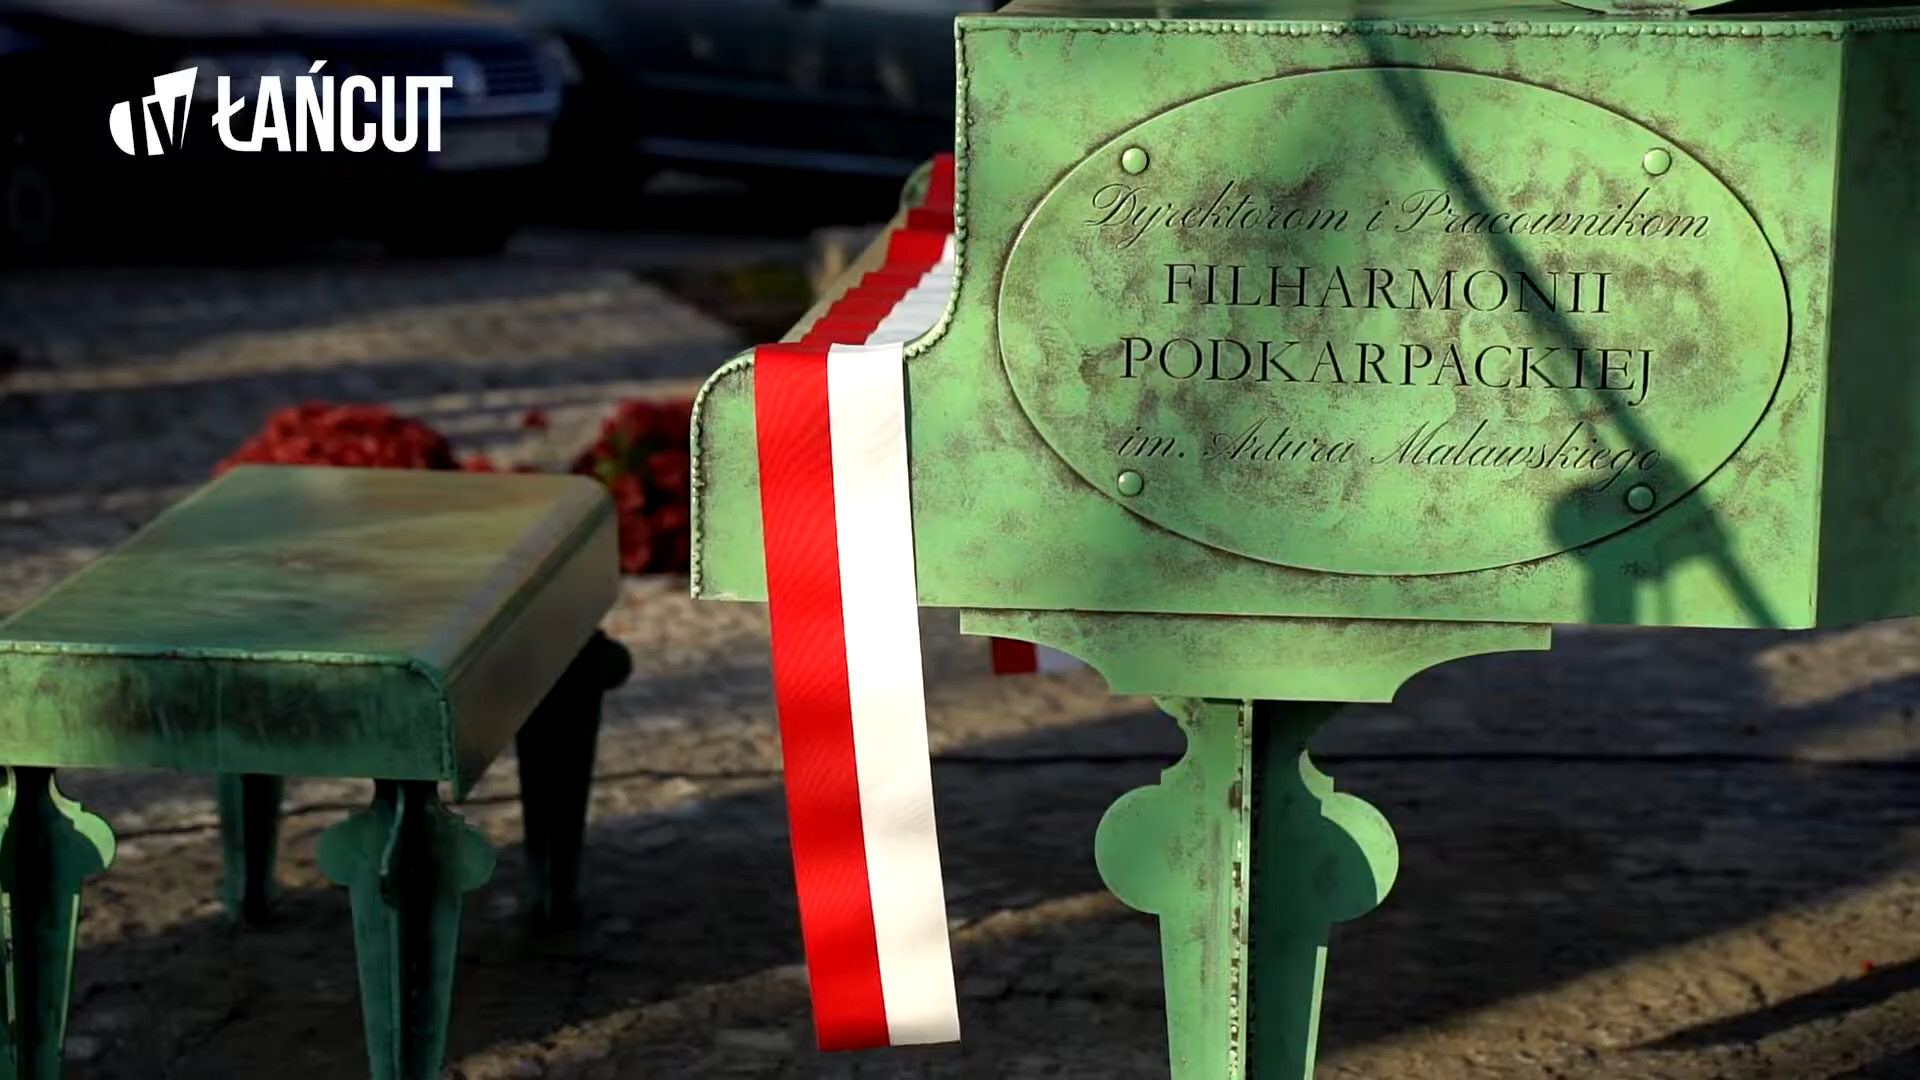 ŁAŃCUT
Dyrektorom i Pracownikom
FILHARMONII
PODKARPACKIEJ
im. Artura Malawskiego